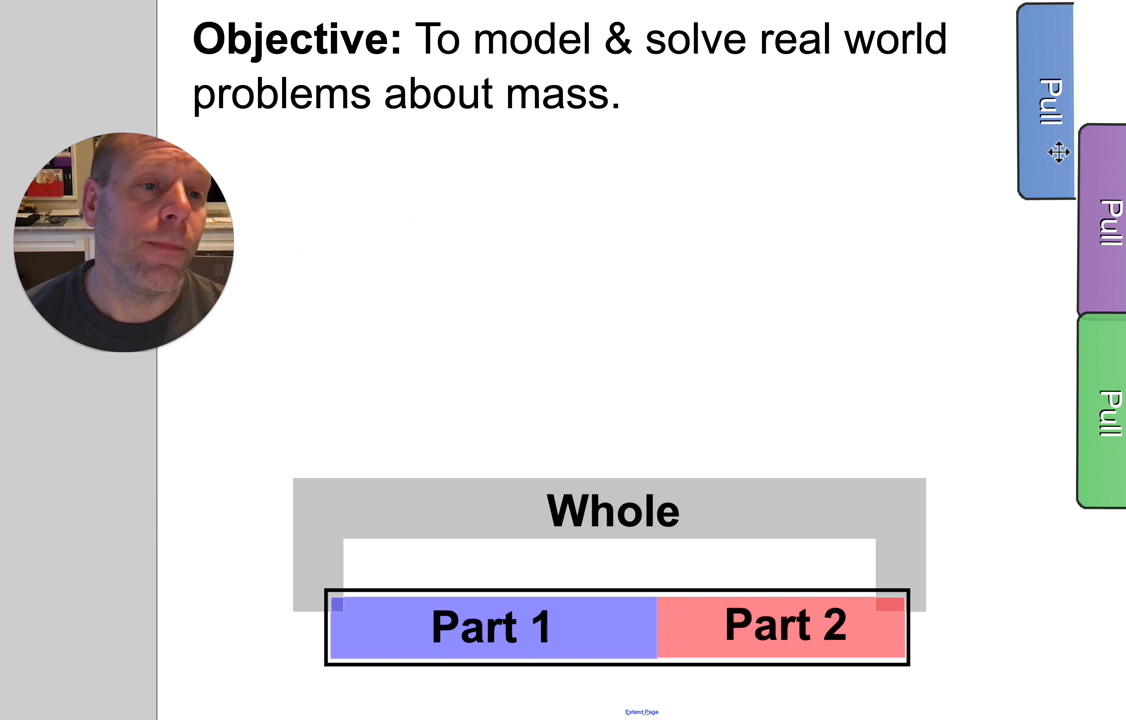 Objective: To model & solve real world
problems about mass.
Pull
Pull
Pull
Whole
Part 1
Part 2
Extend Page